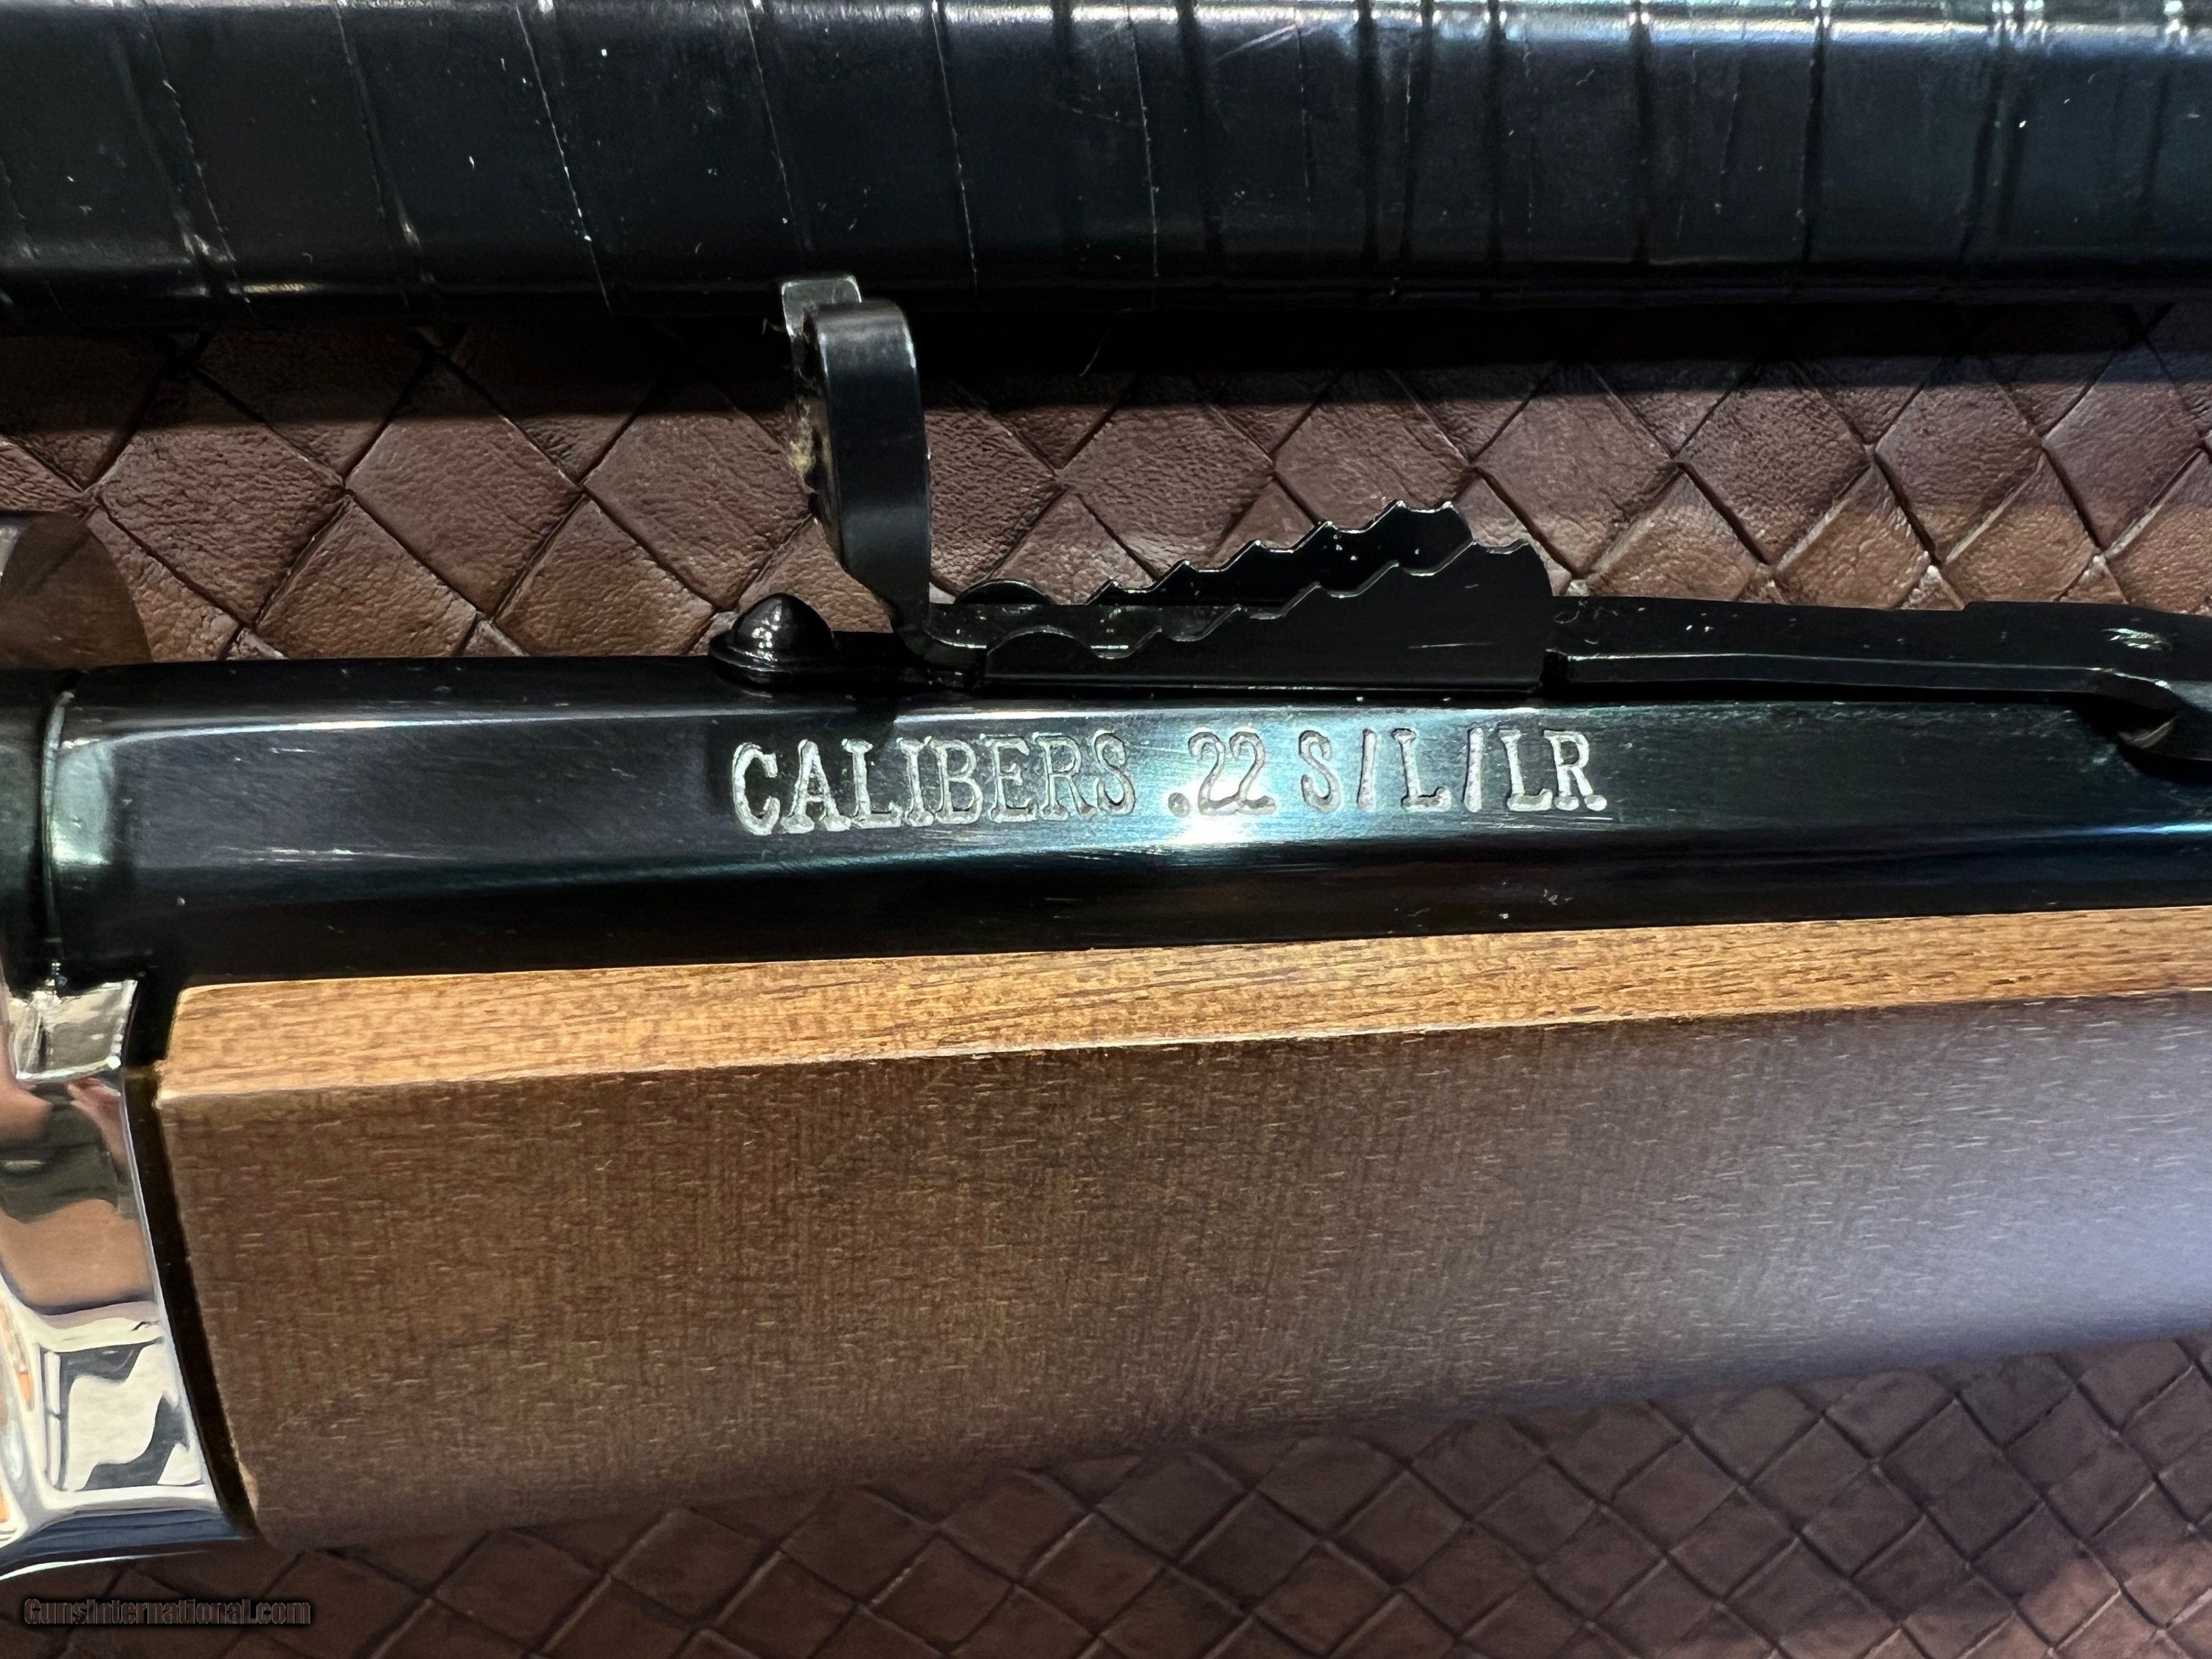 CALIBERS .22 S/L/LR
GunsInternational.com